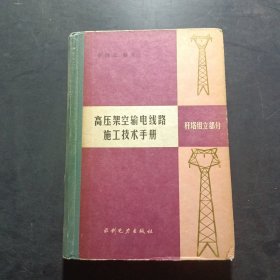 高压架空输电线路
施工技术手册
杆塔组立部分
水利电力出版社